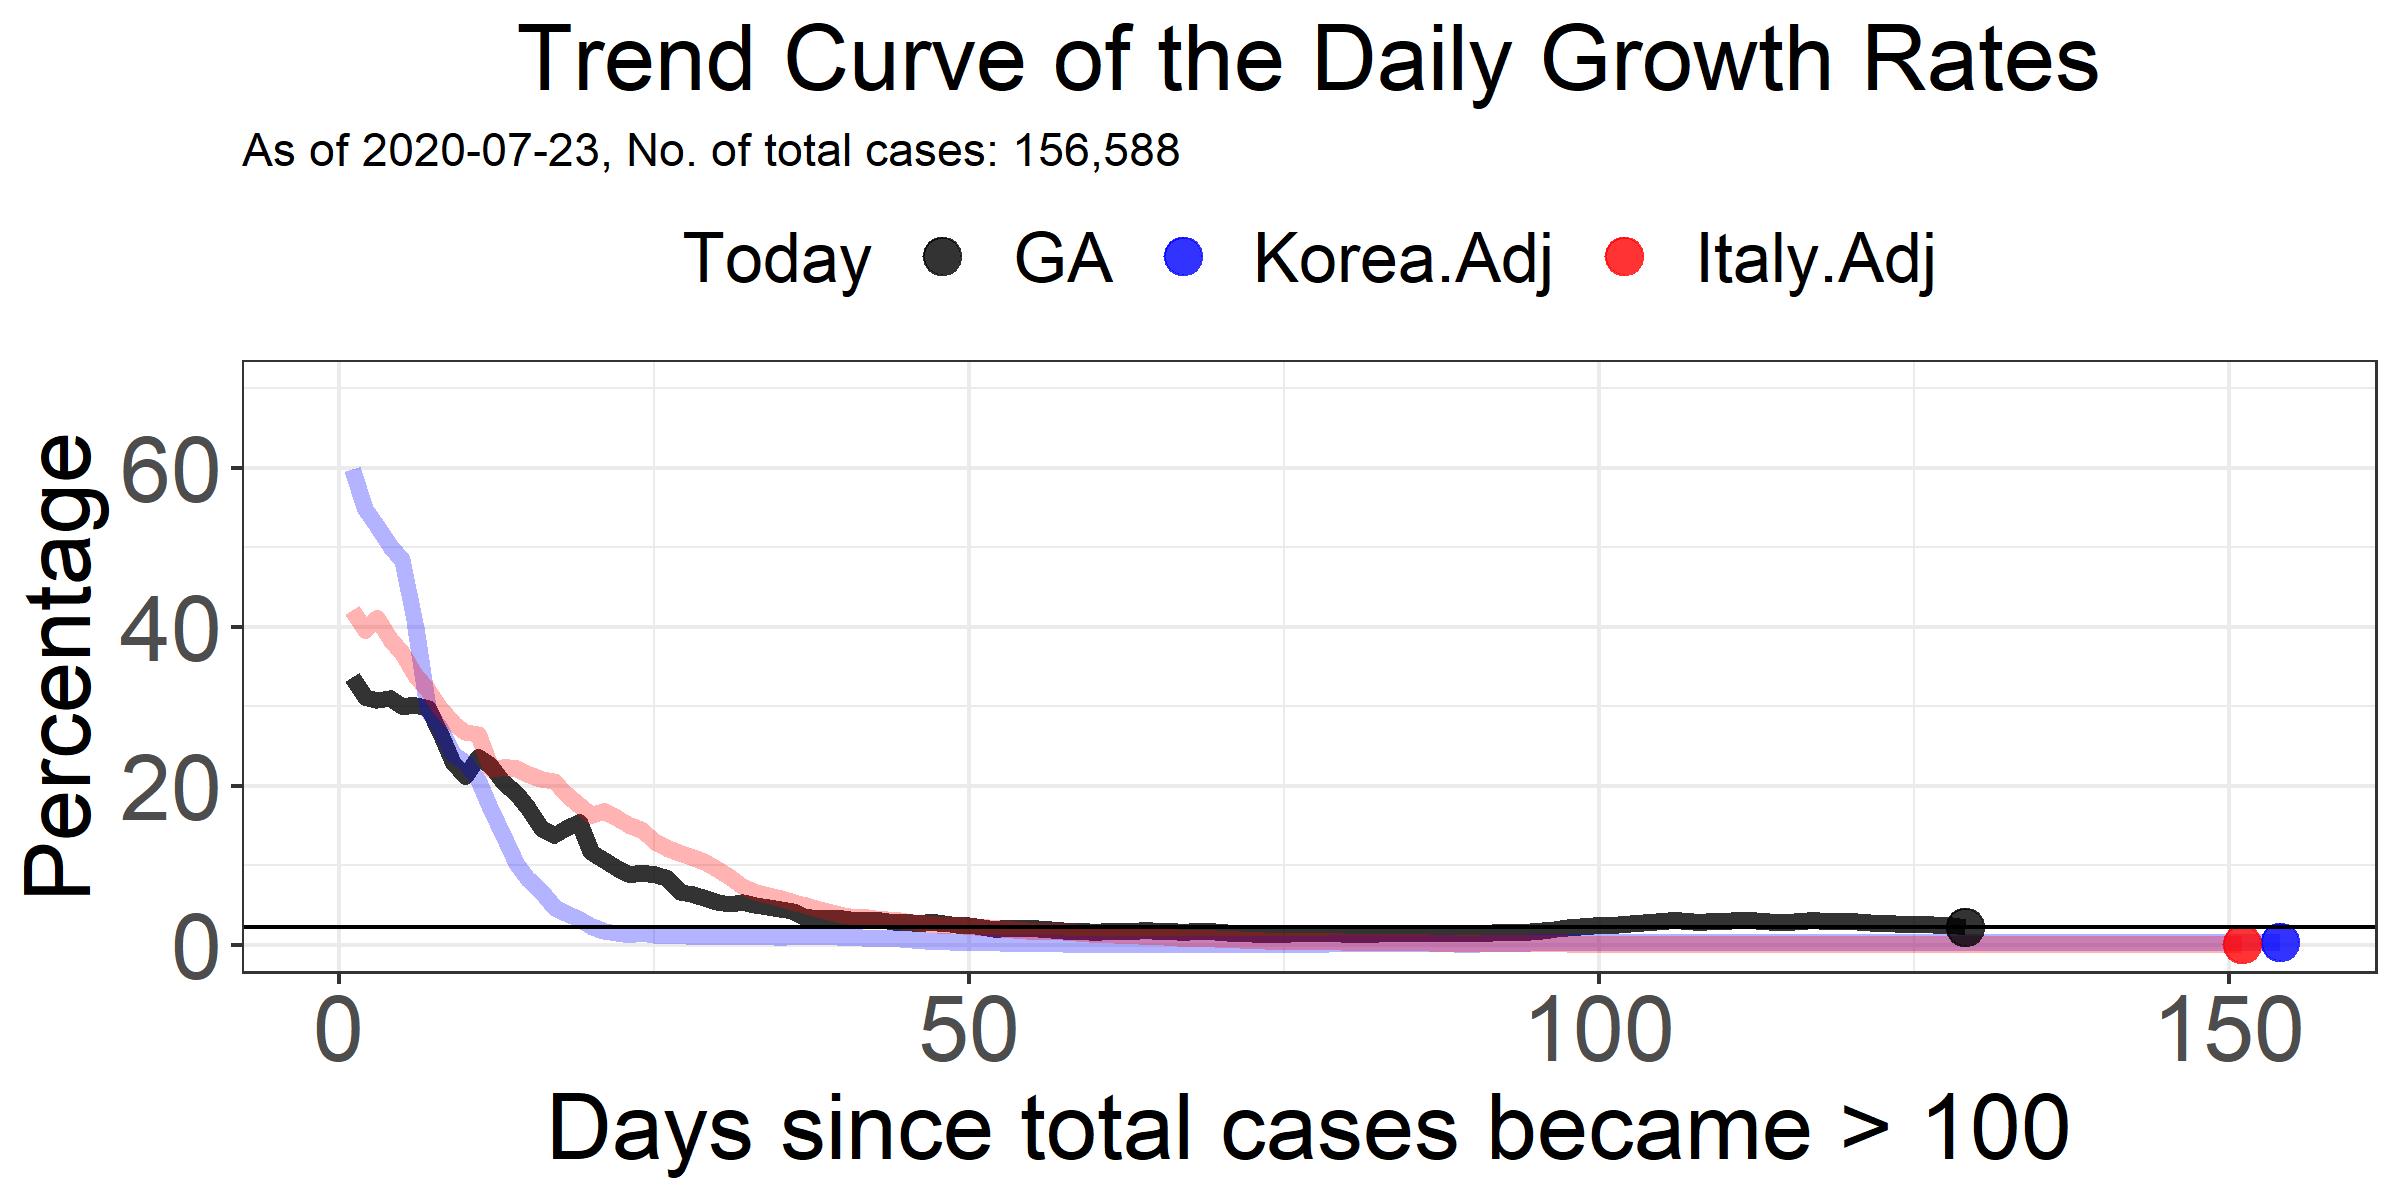 Trend Curve of the Daily Growth Rates
As of 2020-07-23, No. of total cases: 156,588
Today GA Korea.Adj Italy.Adj
Percentage
60
40
20
0
0 50 100 150
Days since total cases became > 100